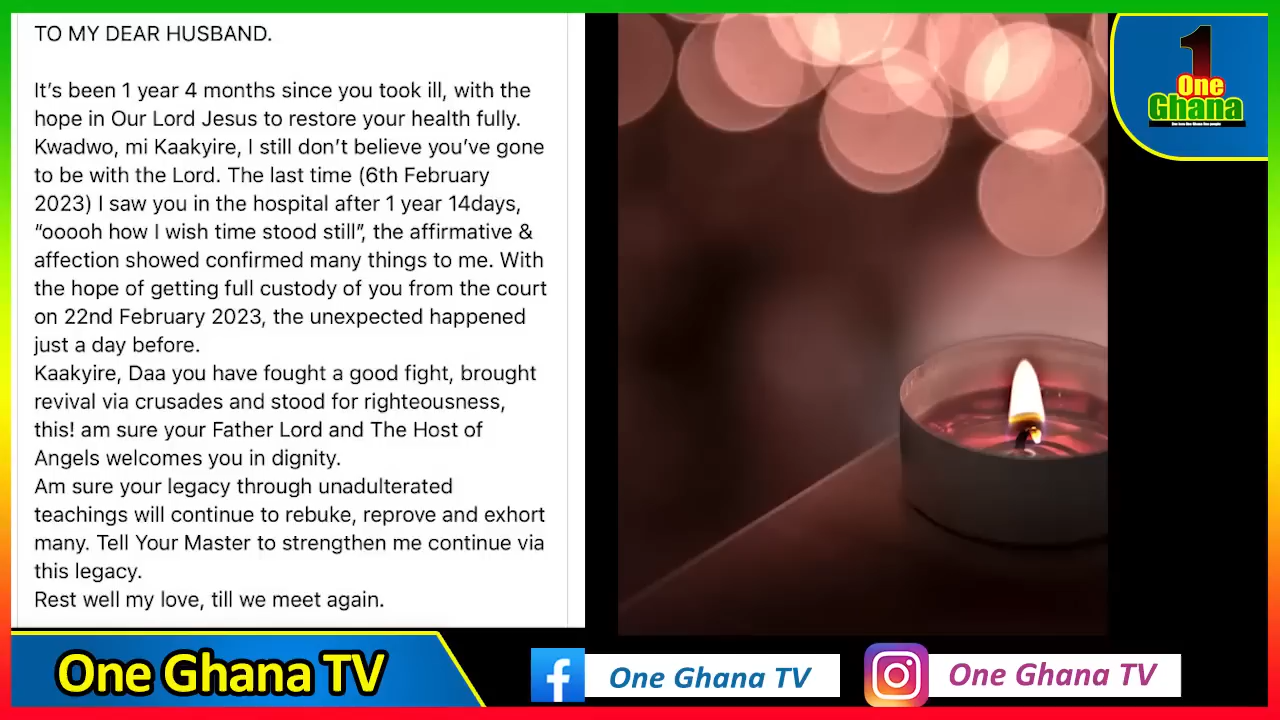 TO MY DEAR HUSBAND.
It’s been 1 year 4 months since you took ill, with the
hope in Our Lord Jesus to restore your health fully.
Kwadwo, mi Kaakyire, I still don’t believe you’ve gone
to be with the Lord. The last time (6th February
2023) I saw you in the hospital after 1 year 14days,
“ooooh how I wish time stood still”, the affirmative &
affection showed confirmed many things to me. With
the hope of getting full custody of you from the court
on 22nd February 2023, the unexpected happened
just a day before.
Kaakyire, Daa you have fought a good fight, brought
revival via crusades and stood for righteousness,
this! am sure your Father Lord and The Host of
Angels welcomes you in dignity.
Am sure your legacy through unadulterated
teachings will continue to rebuke, reprove and exhort
many. Tell Your Master to strengthen me continue via
this legacy.
Rest well my love, till we meet again.
1
One
Ghana
One Ghana TV
One Ghana TV
One Ghana TV